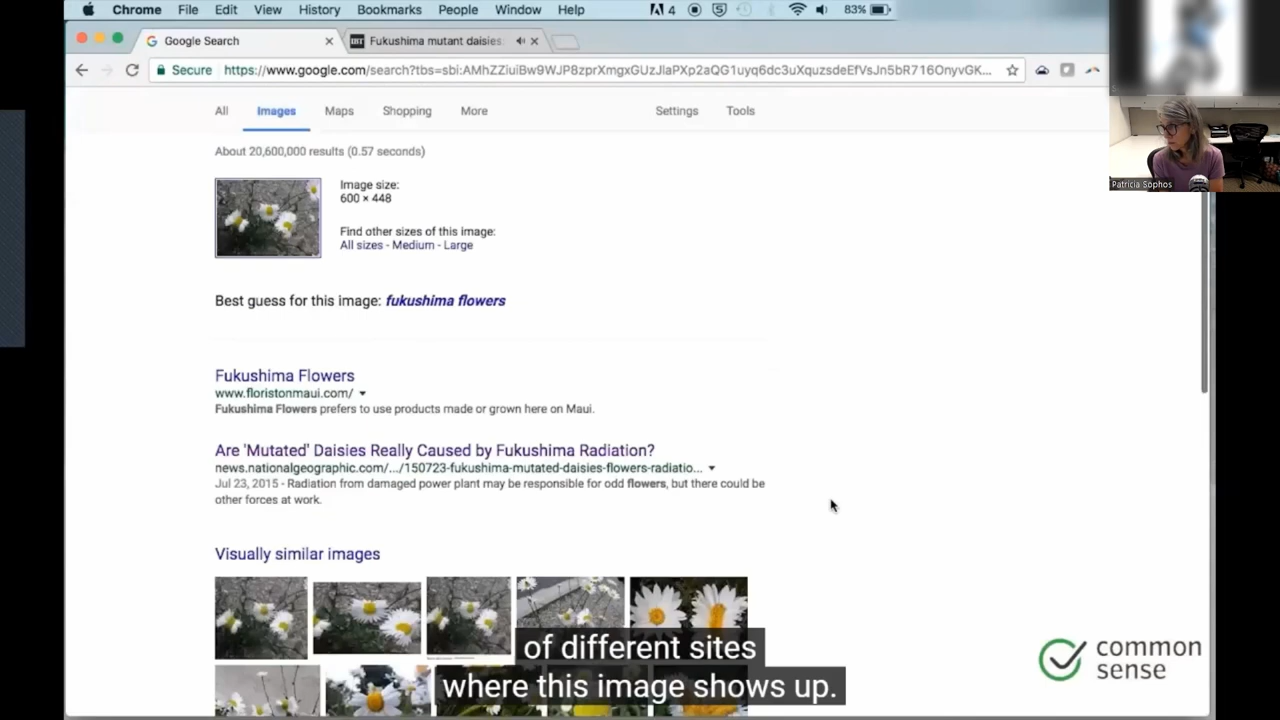 Chrome File Edit View History Bookmarks People Window Help 4 83%
Google Search
Fukushima mutant daisies:
Secure https://www.google.com/search?tbs=sbi:AMhZZiuiBw9WJP8zprXmgxGUzJlaPXp2aQG1uyq6dc3uXquzsdeEfVsJn5bR716OnyvGK...
All Images Maps Shopping More Settings Tools
About 20,600,000 results (0.57 seconds)
Image size:
600 × 448
Find other sizes of this image:
All sizes - Medium - Large
Best guess for this image: fukushima flowers
Fukushima Flowers
www.floristonmaui.com/
Fukushima Flowers prefers to use products made or grown here on Maui.
Are 'Mutated' Daisies Really Caused by Fukushima Radiation?
news.nationalgeographic.com/.../150723-fukushima-mutated-daisies-flowers-radiatio...
Jul 23, 2015 - Radiation from damaged power plant may be responsible for odd flowers, but there could be
other forces at work.
Visually similar images
of different sites
where this image shows up.
common
sense
Patricia Sophos